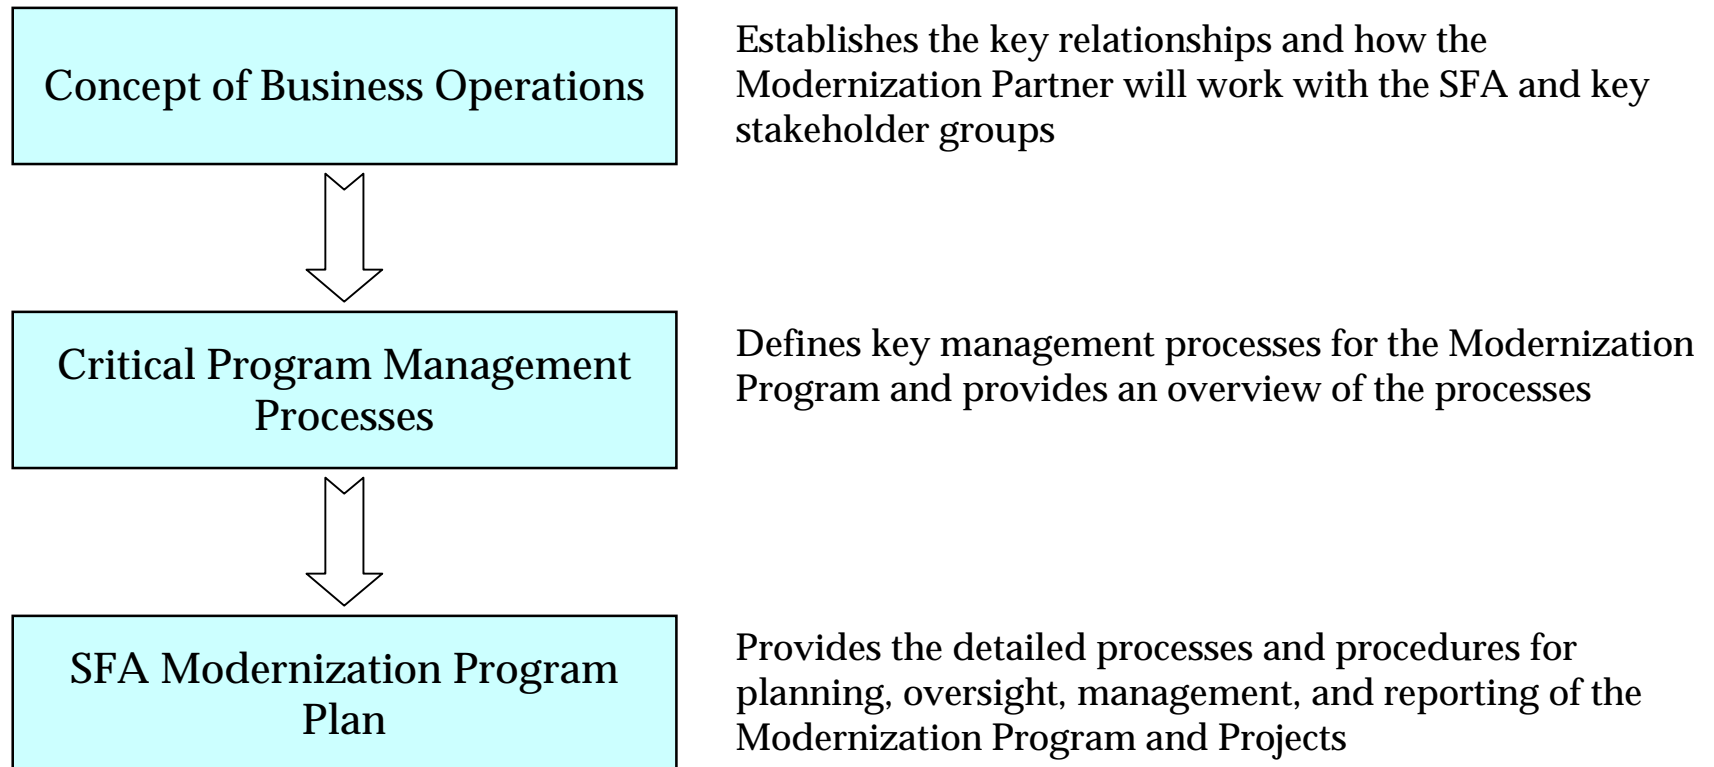 Concept of Business Operations
Establishes the key relationships and how the
Modernization Partner will work with the SFA and key
stakeholder groups
Critical Program Management
Processes
Defines key management processes for the Modernization
Program and provides an overview of the processes
SFA Modernization Program
Plan
Provides the detailed processes and procedures for
planning, oversight, management, and reporting of the
Modernization Program and Projects